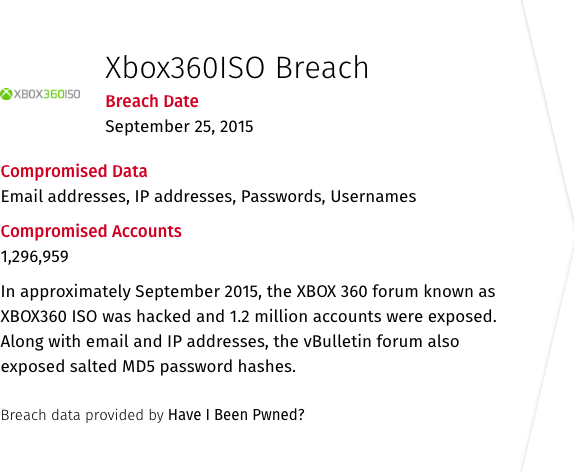 Xbox360ISO Breach
Breach Date
XBOX360ISO
September 25, 2015
Compromised Data
Email addresses, IP addresses, Passwords, Usernames
Compromised Accounts
1,296,959
In approximately September 2015, the XBOX 360 forum known as
XBOX360 ISO was hacked and 1.2 million accounts were exposed.
Along with email and IP addresses, the vBulletin forum also
exposed salted MD5 password hashes.
Breach data provided by Have I Been Pwned?